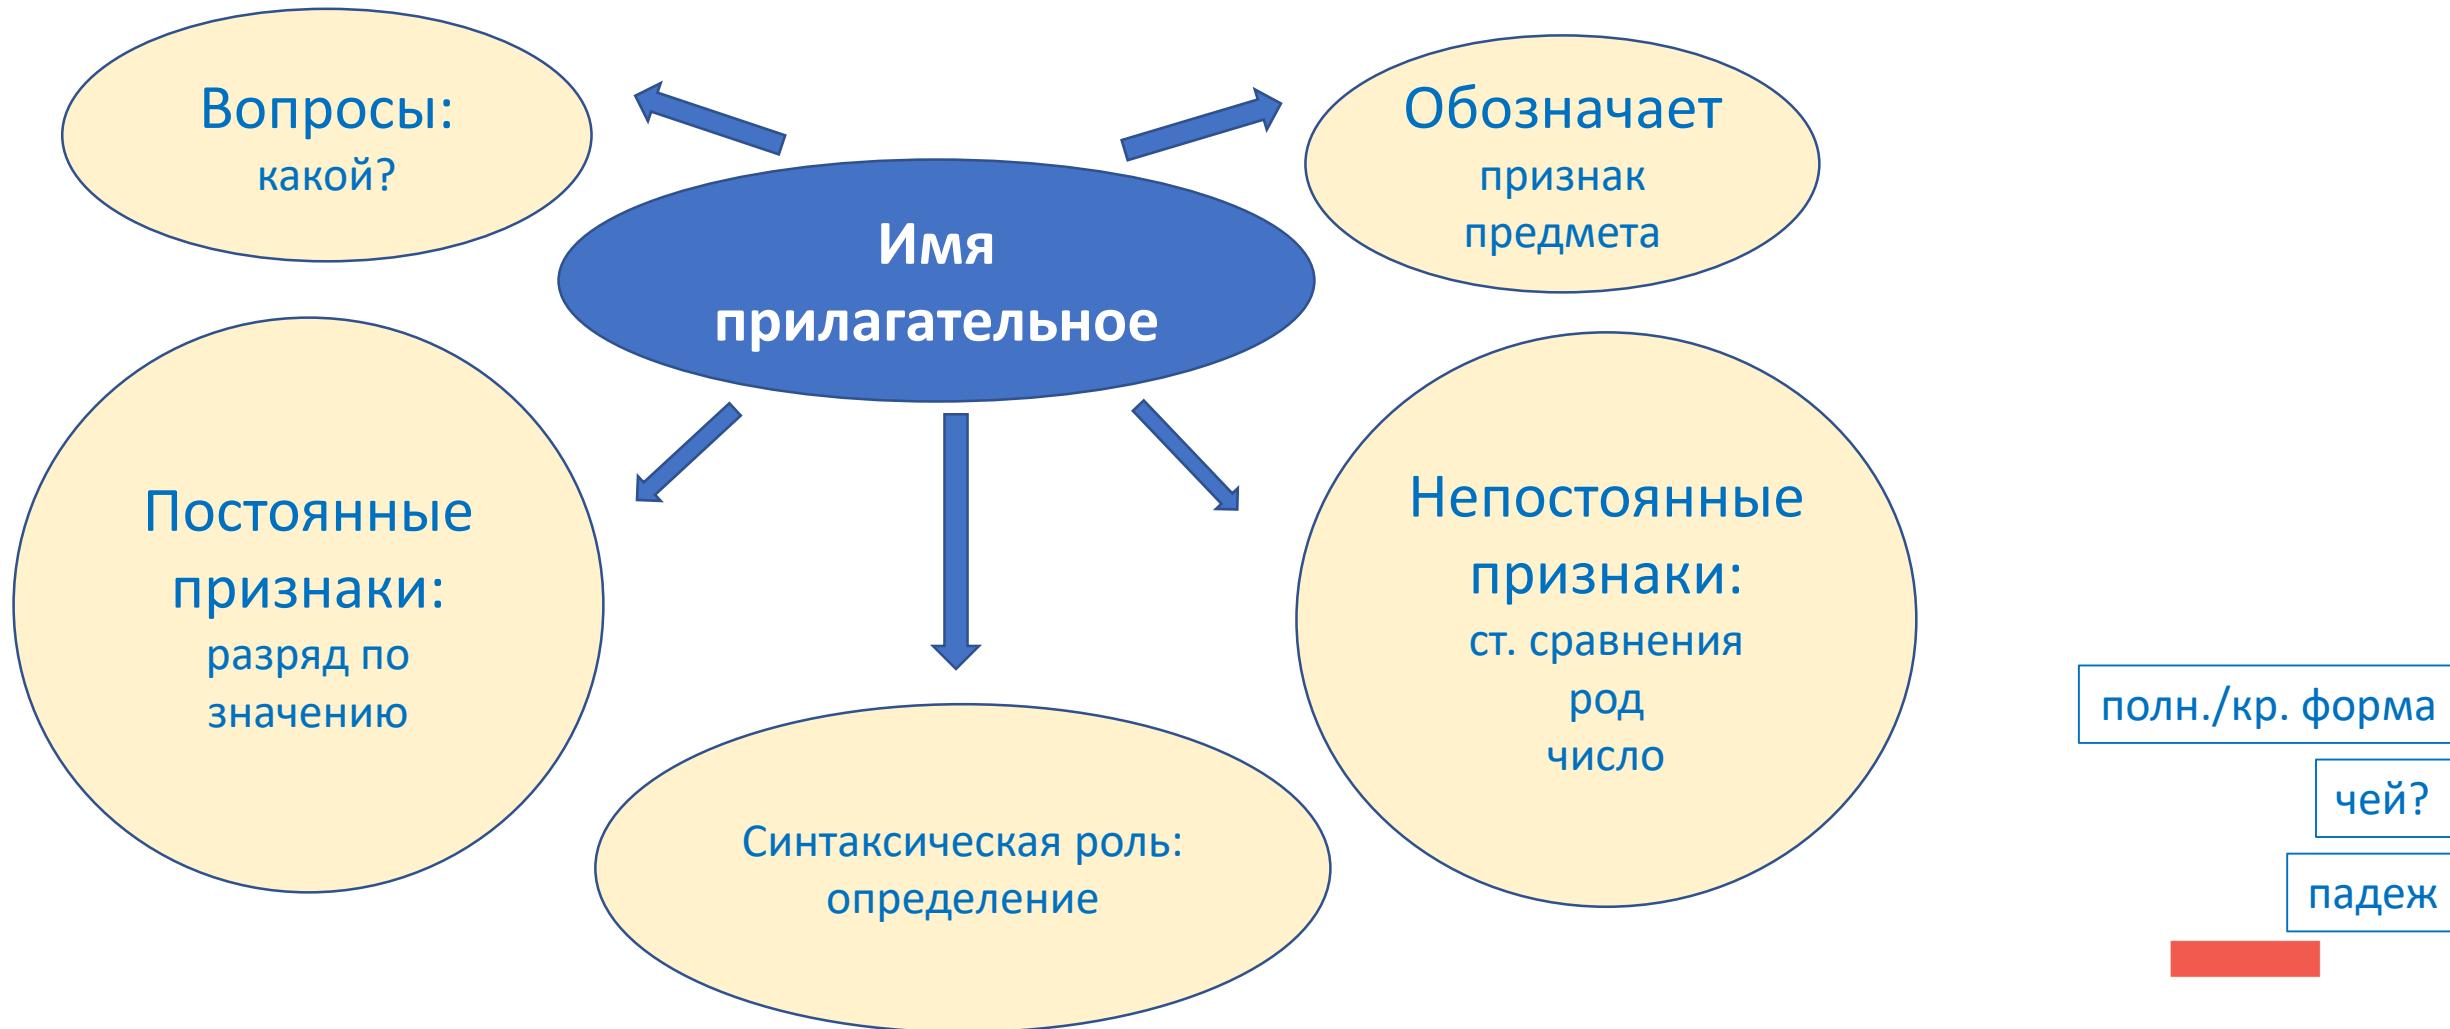 Вопросы:
какой?
Обозначает
признак
предмета
Имя
прилагательное
Постоянные
признаки:
разряд по
значению
Непостоянные
признаки:
ст. сравнения
род
число
Синтаксическая роль:
определение
полн./кр. форма
чей?
падеж